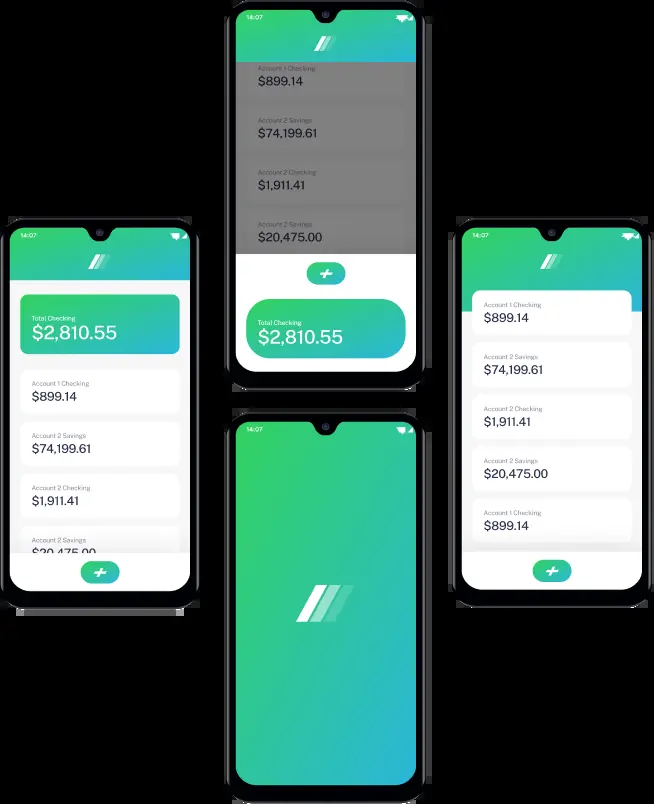 14:07
Account 1 Checking
$899.14
Account 2 Savings
$74,199.61
Account 2 Checking
$1,911.41
Account 2 Savings
$20,475.00
Total Checking
$2,810.55
14:07
Total Checking
$2,810.55
Account 1 Checking
$899.14
Account 2 Savings
$74,199.61
Account 2 Checking
$1,911.41
Account 2 Savings
$20,475.00
14:07
Account 1 Checking
$899.14
Account 2 Savings
$74,199.61
Account 2 Checking
$1,911.41
Account 2 Savings
$20,475.00
Account 1 Checking
$899.14
14:07